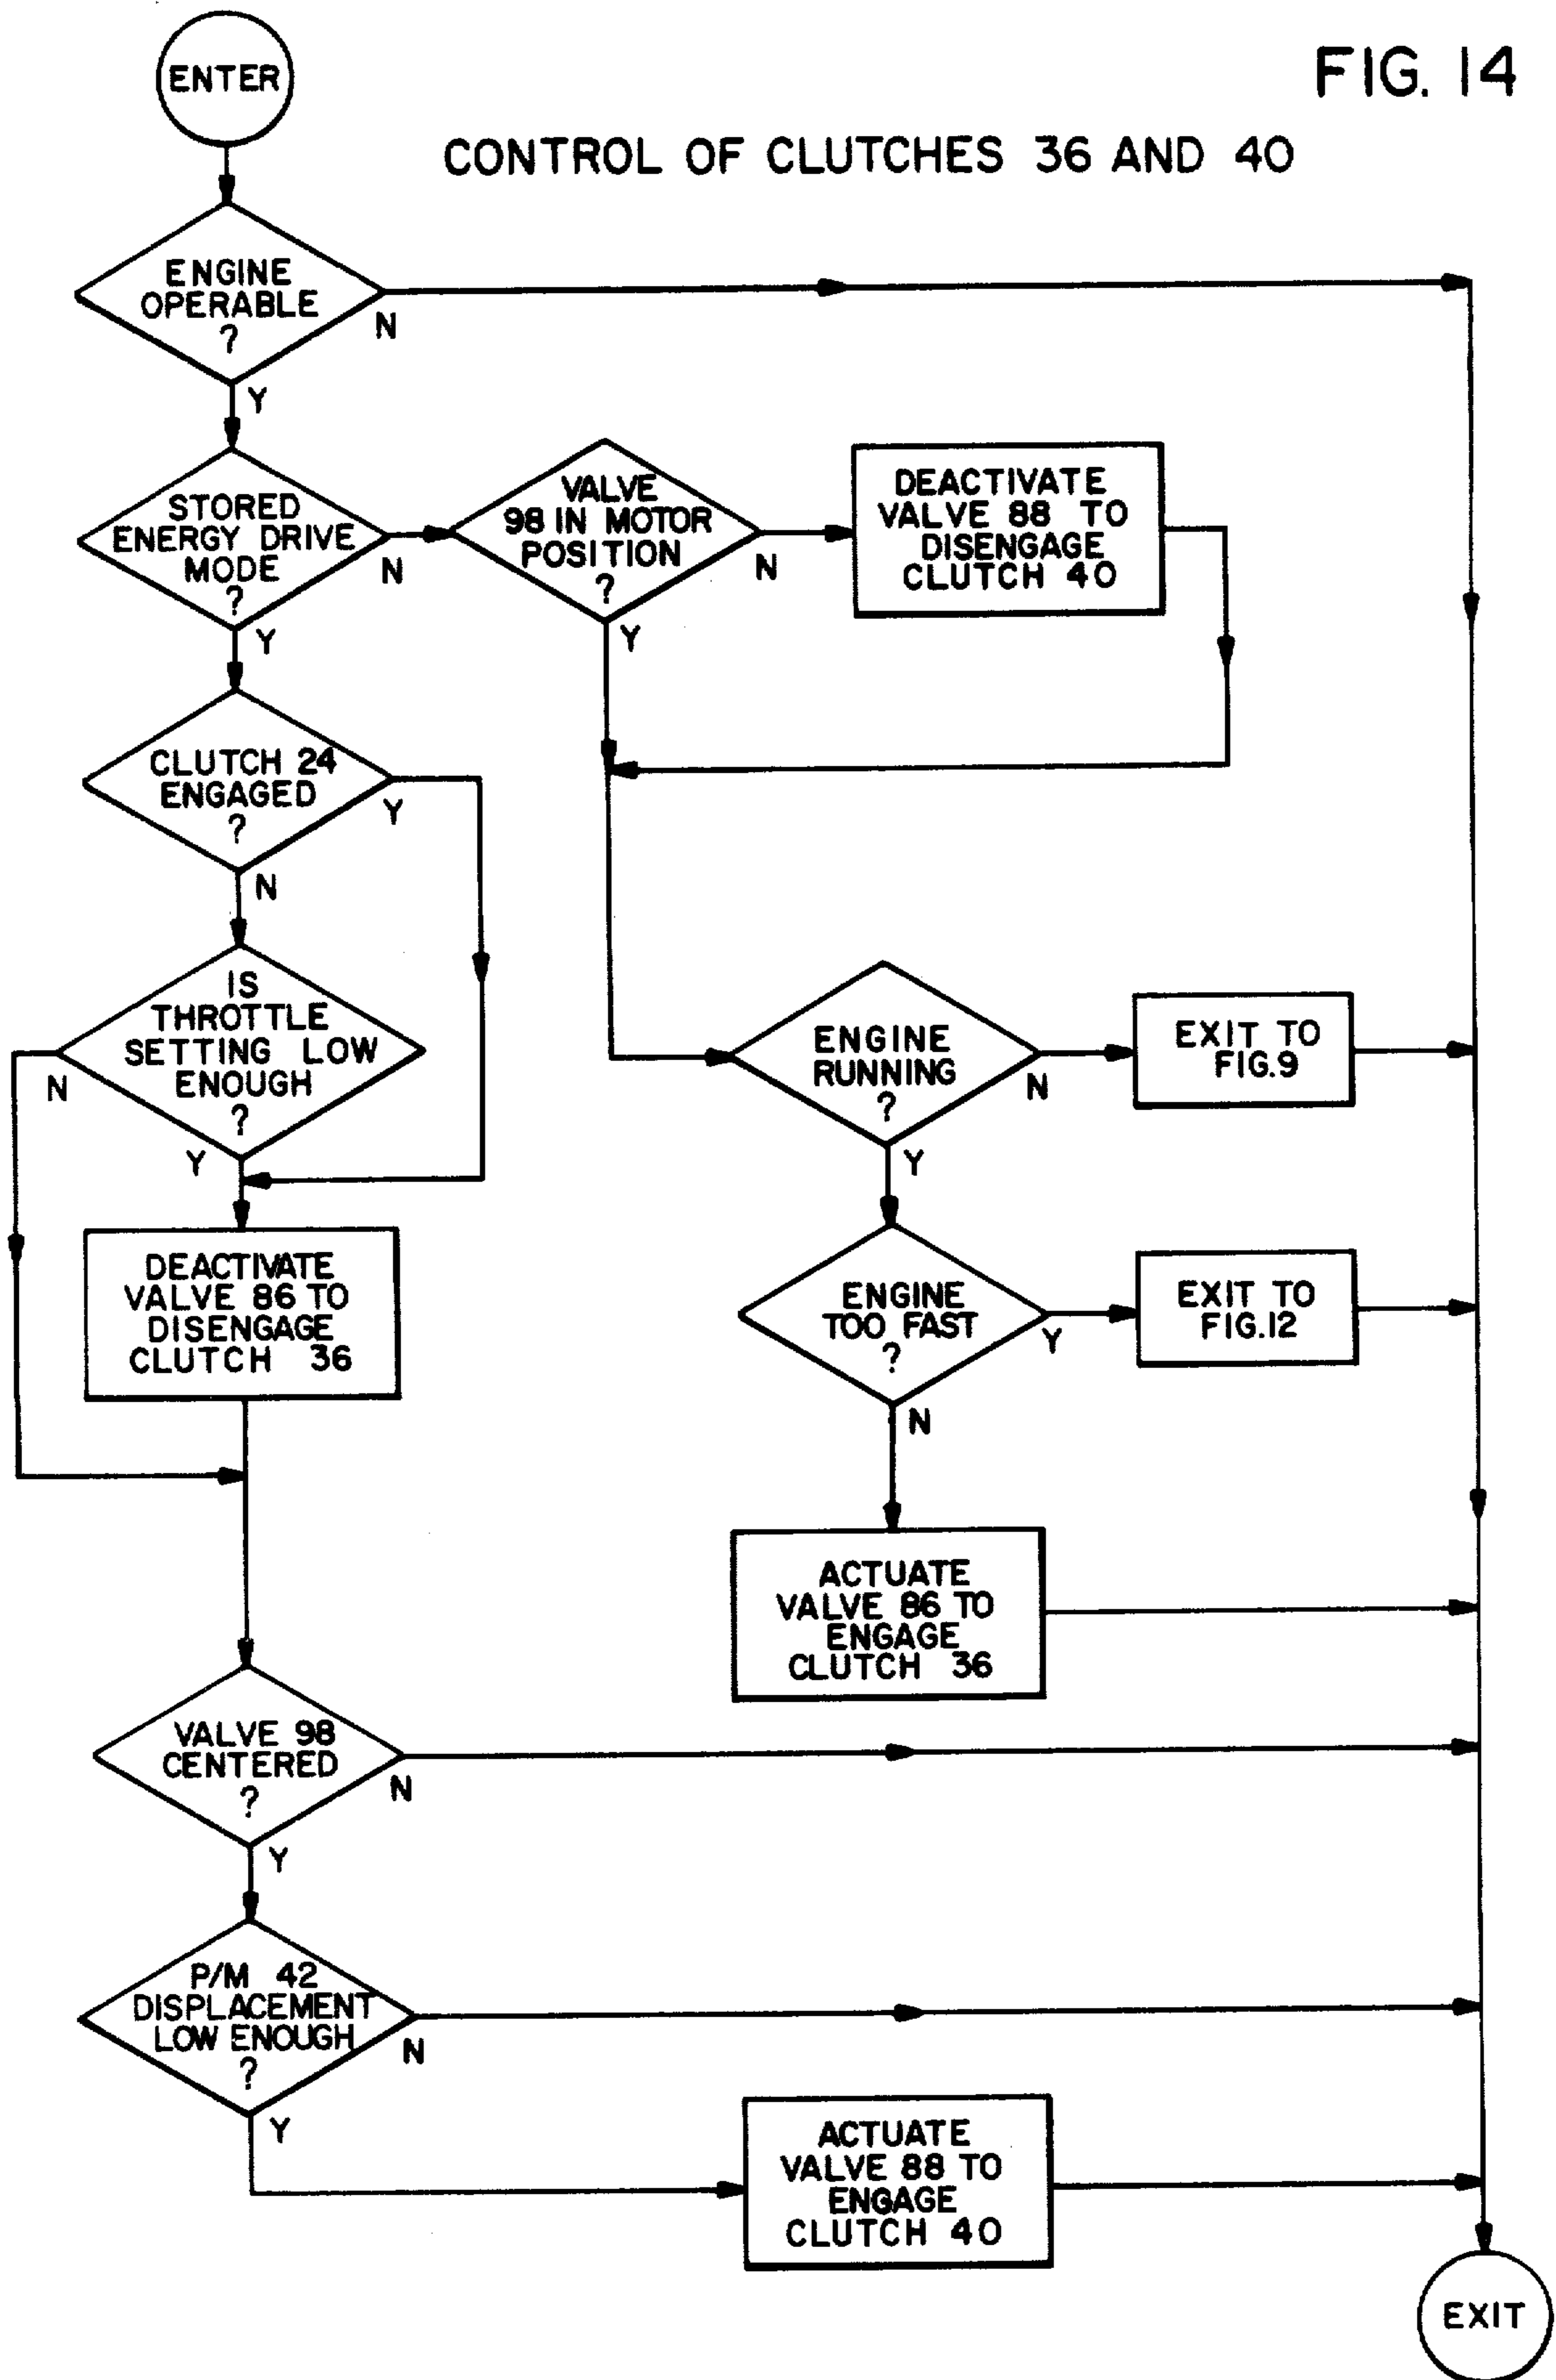 FIG. 14
CONTROL OF CLUTCHES 36 AND 40
ENTER
ENGINE
OPERABLE
?
N
Y
STORED
ENERGY DRIVE
MODE
?
N
Y
VALVE
98 IN MOTOR
POSITION
?
N
Y
DEACTIVATE
VALVE 88 TO
DISENGAGE
CLUTCH 40
CLUTCH 24
ENGAGED
?
Y
N
IS
THROTTLE
SETTING LOW
ENOUGH
?
N
Y
ENGINE
RUNNING
?
N
Y
EXIT TO
FIG.9
DEACTIVATE
VALVE 86 TO
DISENGAGE
CLUTCH 36
ENGINE
TOO FAST
?
Y
N
EXIT TO
FIG.12
ACTUATE
VALVE 86 TO
ENGAGE
CLUTCH 36
VALVE 98
CENTERED
?
N
Y
P/M 42
DISPLACEMENT
LOW ENOUGH
?
N
Y
ACTUATE
VALVE 88 TO
ENGAGE
CLUTCH 40
EXIT